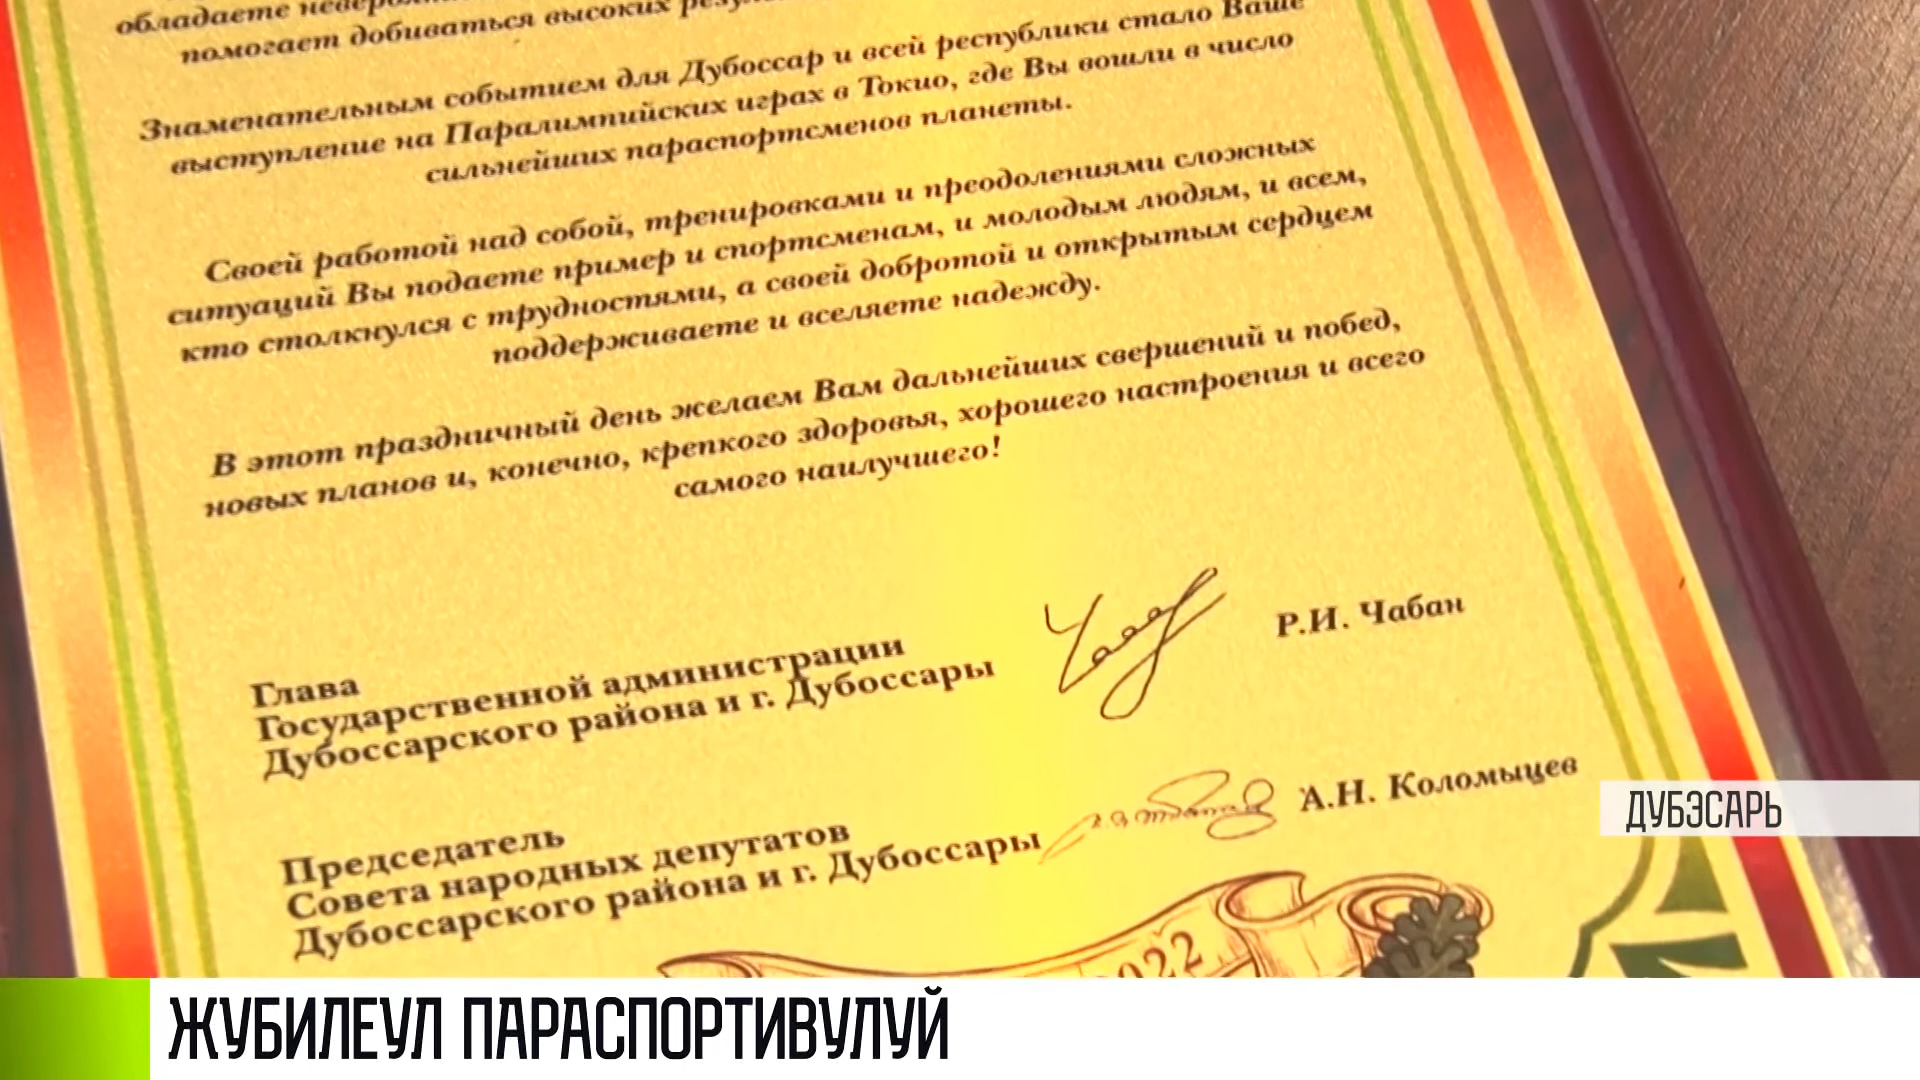 обладаете
помогает добиваться высоких
Знаменательным событием для Дубоссар и всей республики стало Ваше
выступление на Паралимпийских играх в Токио, где Вы вошли в число
сильнейших параспортсменов планеты.
Своей работой над собой, тренировками и преодолениями сложных
ситуаций Вы подаете пример и спортсменам, и молодым людям, и всем,
кто столкнулся с трудностями, а своей добротой и открытым сердцем
поддерживаете и вселяете надежду.
В этот праздничный день желаем Вам дальнейших свершений и побед,
новых планов и, конечно, крепкого здоровья, хорошего настроения и всего
самого наилучшего!
Глава
Государственной администрации
Дубоссарского района и г. Дубоссары
Р.И. Чабан
Председатель
Совета народных депутатов
Дубоссарского района и г. Дубоссары
А.Н. Коломыцев
2022
ДУБЭСАРЬ
ЖУБИЛЕУЛ ПАРАСПОРТИВУЛУЙ